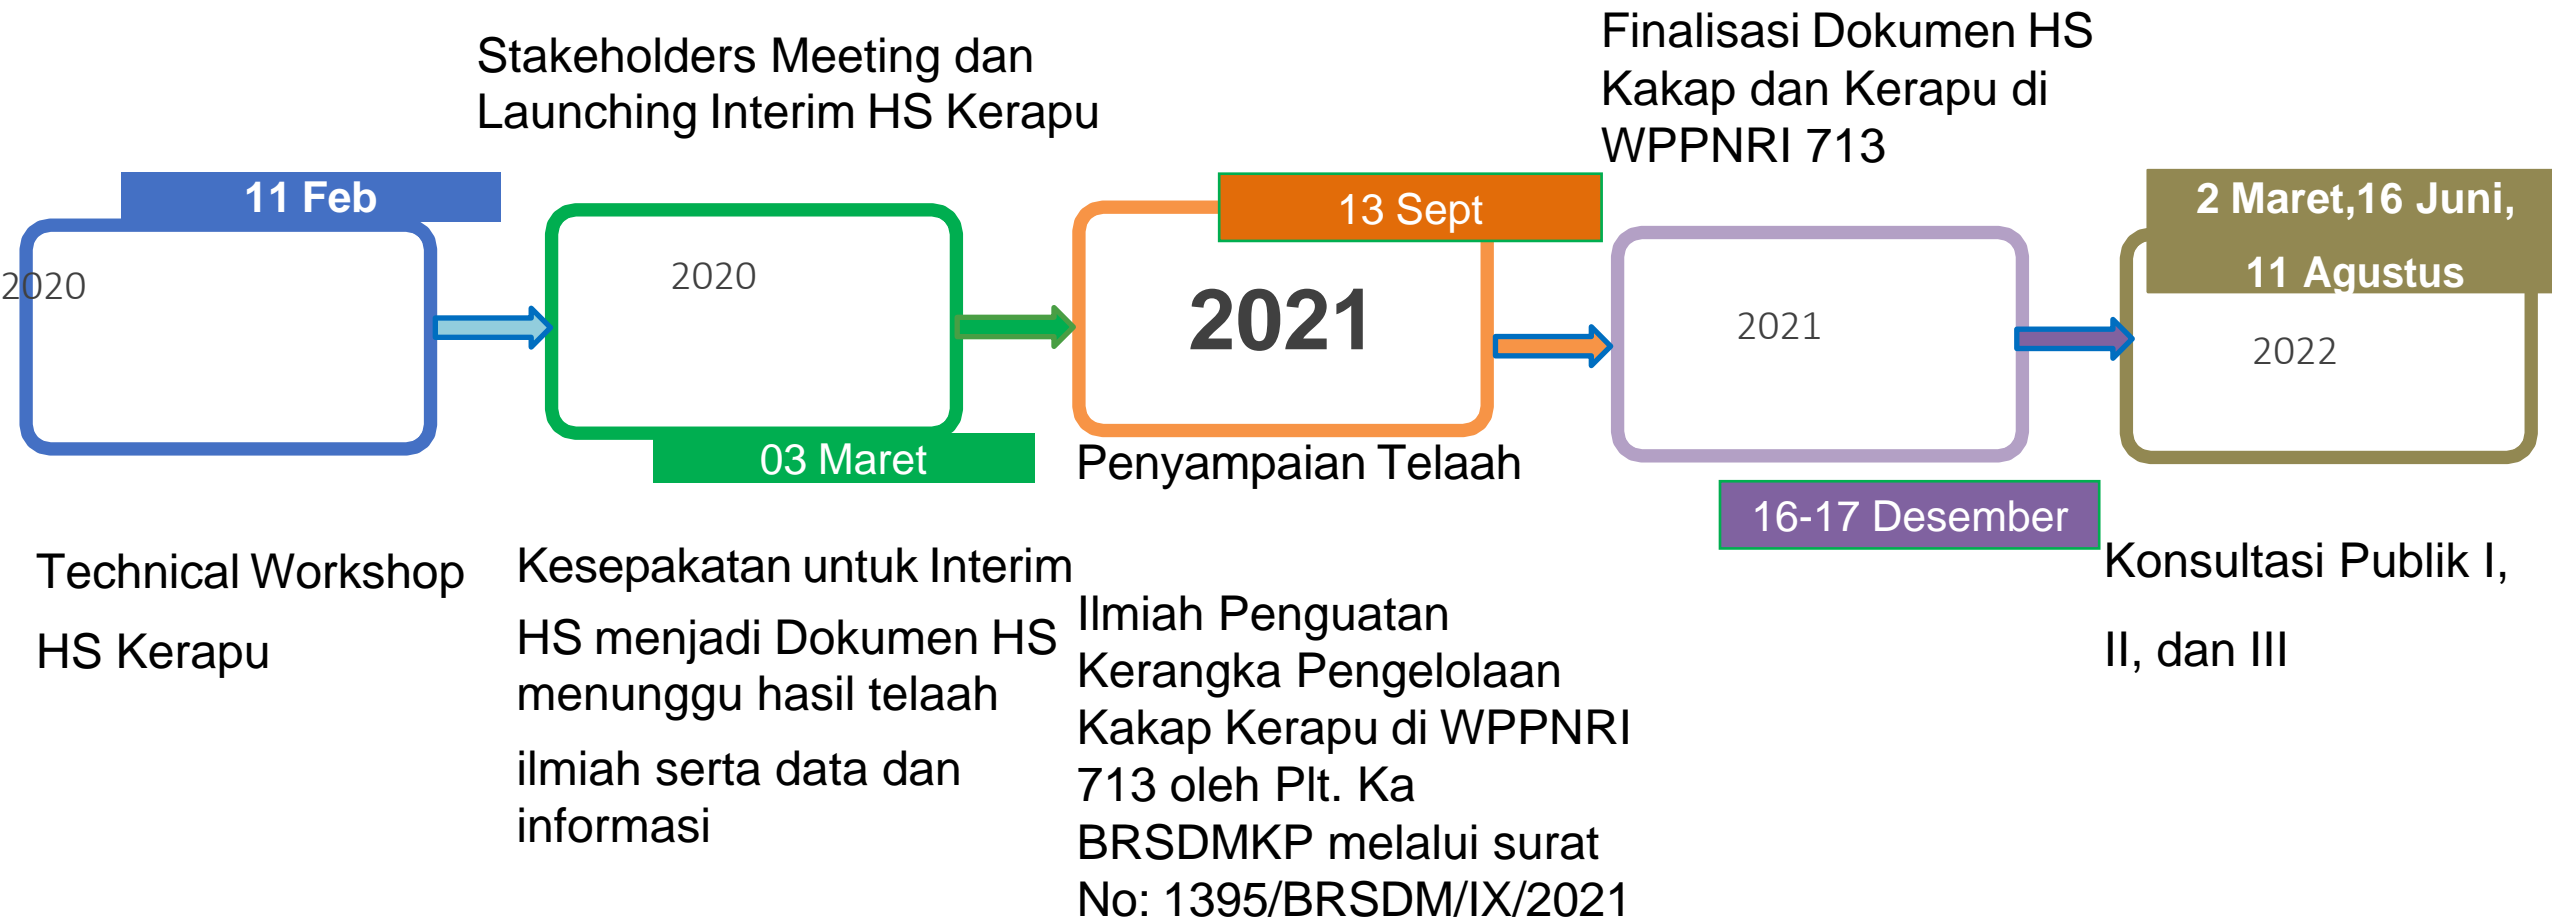 11 Feb
2020
Technical Workshop
HS Kerapu
Stakeholders Meeting dan
Launching Interim HS Kerapu
2020
03 Maret
Kesepakatan untuk Interim
HS menjadi Dokumen HS
menunggu hasil telaah
ilmiah serta data dan
informasi
13 Sept
2021
Penyampaian Telaah
Ilmiah Penguatan
Kerangka Pengelolaan
Kakap Kerapu di WPPNRI
713 oleh Plt. Ka
BRSDMKP melalui surat
No: 1395/BRSDM/IX/2021
Finalisasi Dokumen HS
Kakap dan Kerapu di
WPPNRI 713
2021
16-17 Desember
2 Maret,16 Juni,
11 Agustus
2022
Konsultasi Publik I,
II, dan III